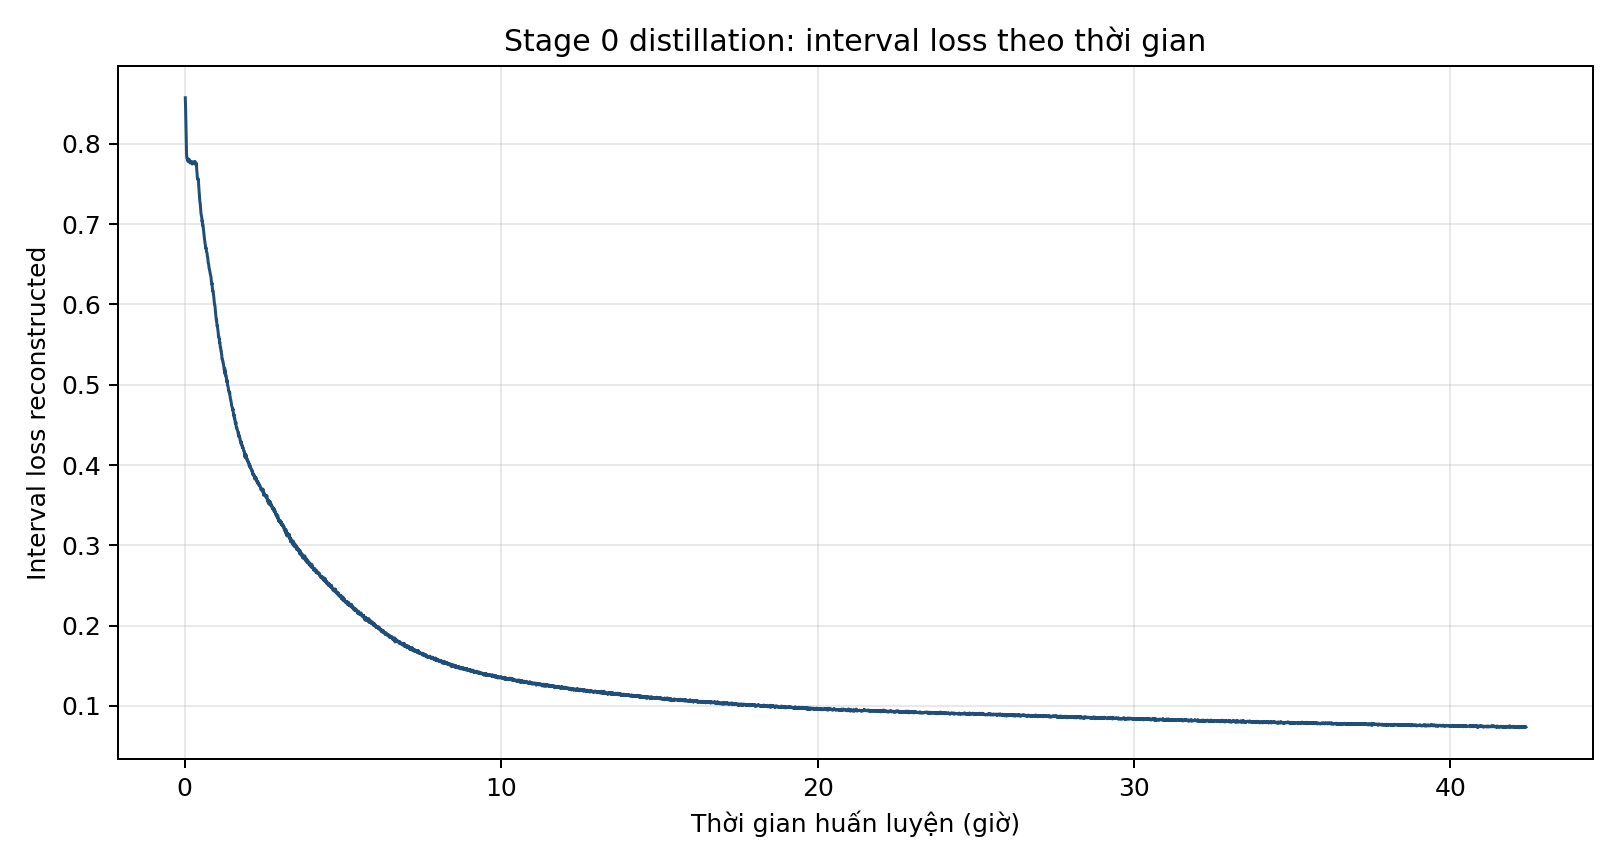 Stage 0 distillation: interval loss theo thời gian
Interval loss reconstructed
0.8
0.7
0.6
0.5
0.4
0.3
0.2
0.1
0 10 20 30 40
Thời gian huấn luyện (giờ)